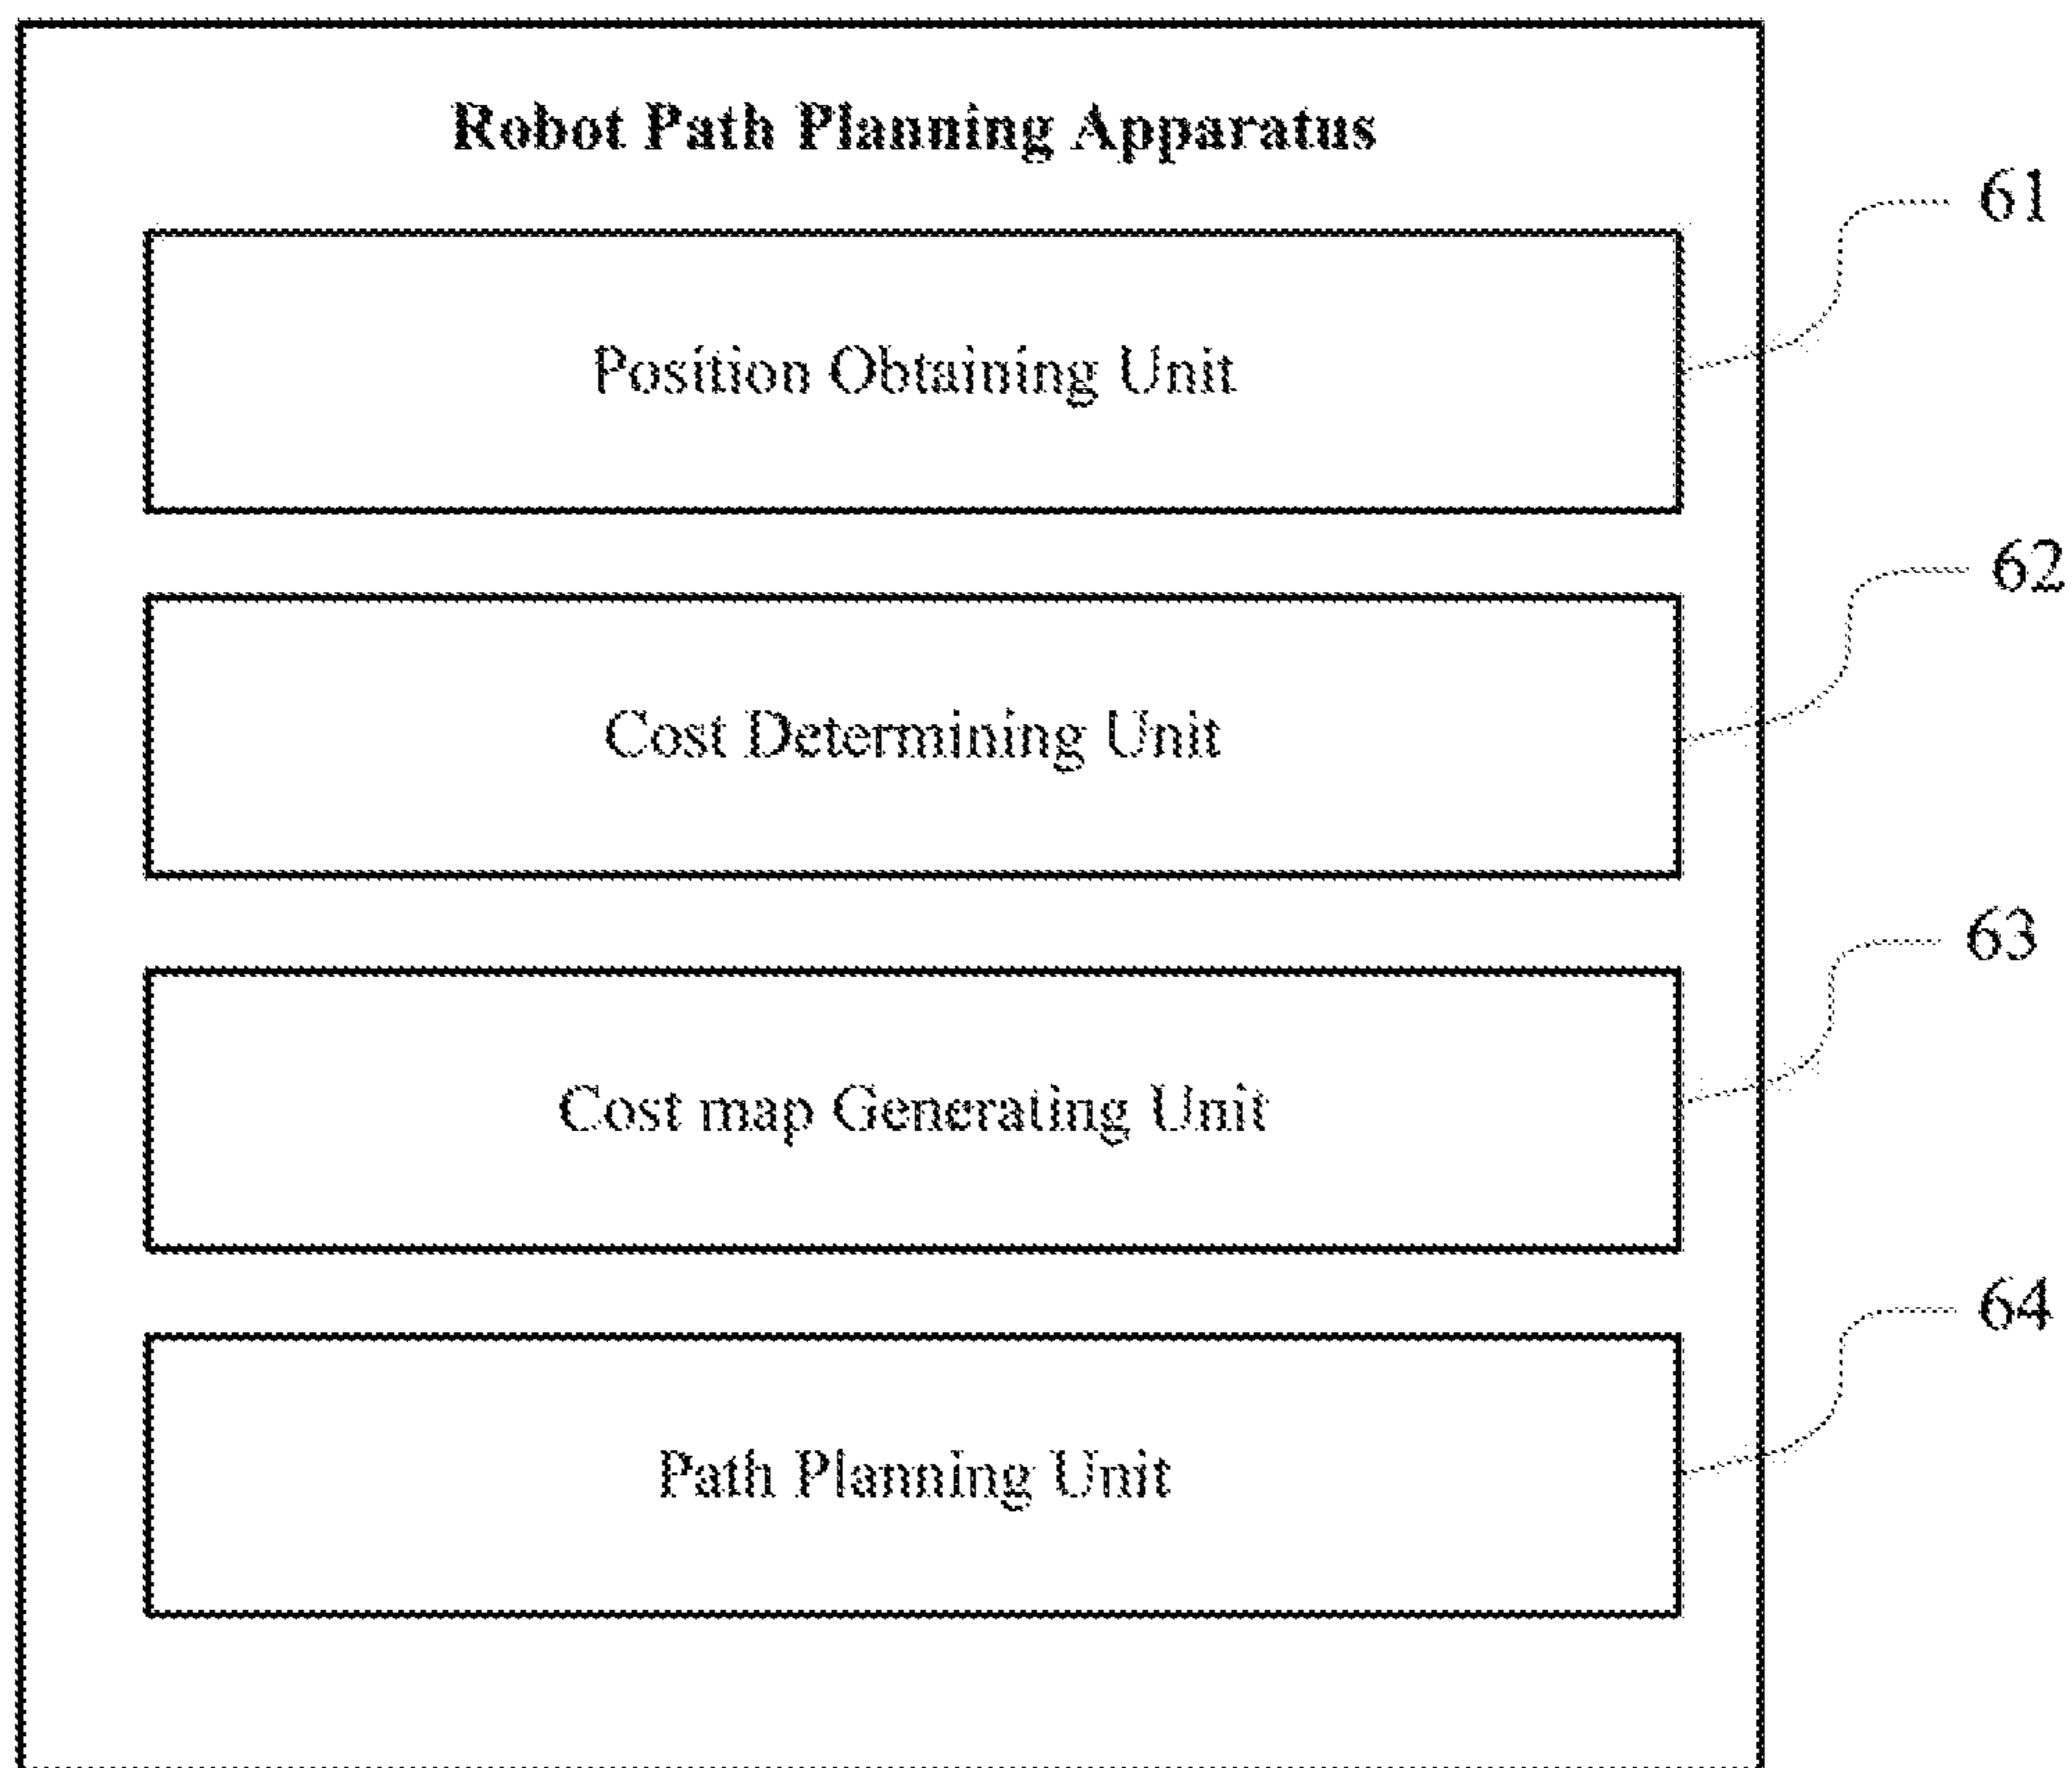 Robot Path Planning Apparatus
61
Position Obtaining Unit
62
Cost Determining Unit
63
Cost map Generating Unit
64
Path Planning Unit